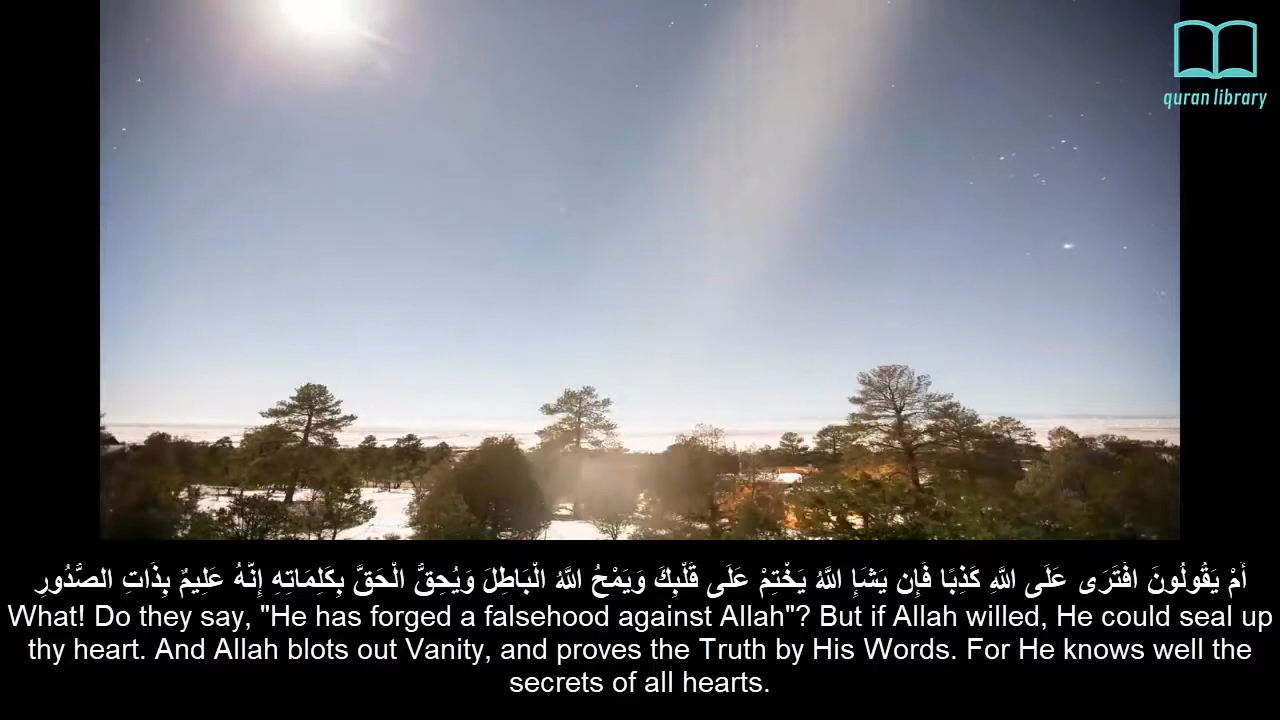 quran library
أَمْ يَقُولُونَ افْتَرَى عَلَى اللَّهِ كَذِبًا فَإِن يَشَإِ اللَّهُ يَخْتِمْ عَلَى قَلْبِكَ وَيَمْحُ اللَّهُ الْبَاطِلَ وَيُحِقُّ الْحَقَّ بِكَلِمَاتِهِ إِنَّهُ عَلِيمٌ بِذَاتِ الصُّدُورِ
What! Do they say, "He has forged a falsehood against Allah"? But if Allah willed, He could seal up
thy heart. And Allah blots out Vanity, and proves the Truth by His Words. For He knows well the
secrets of all hearts.